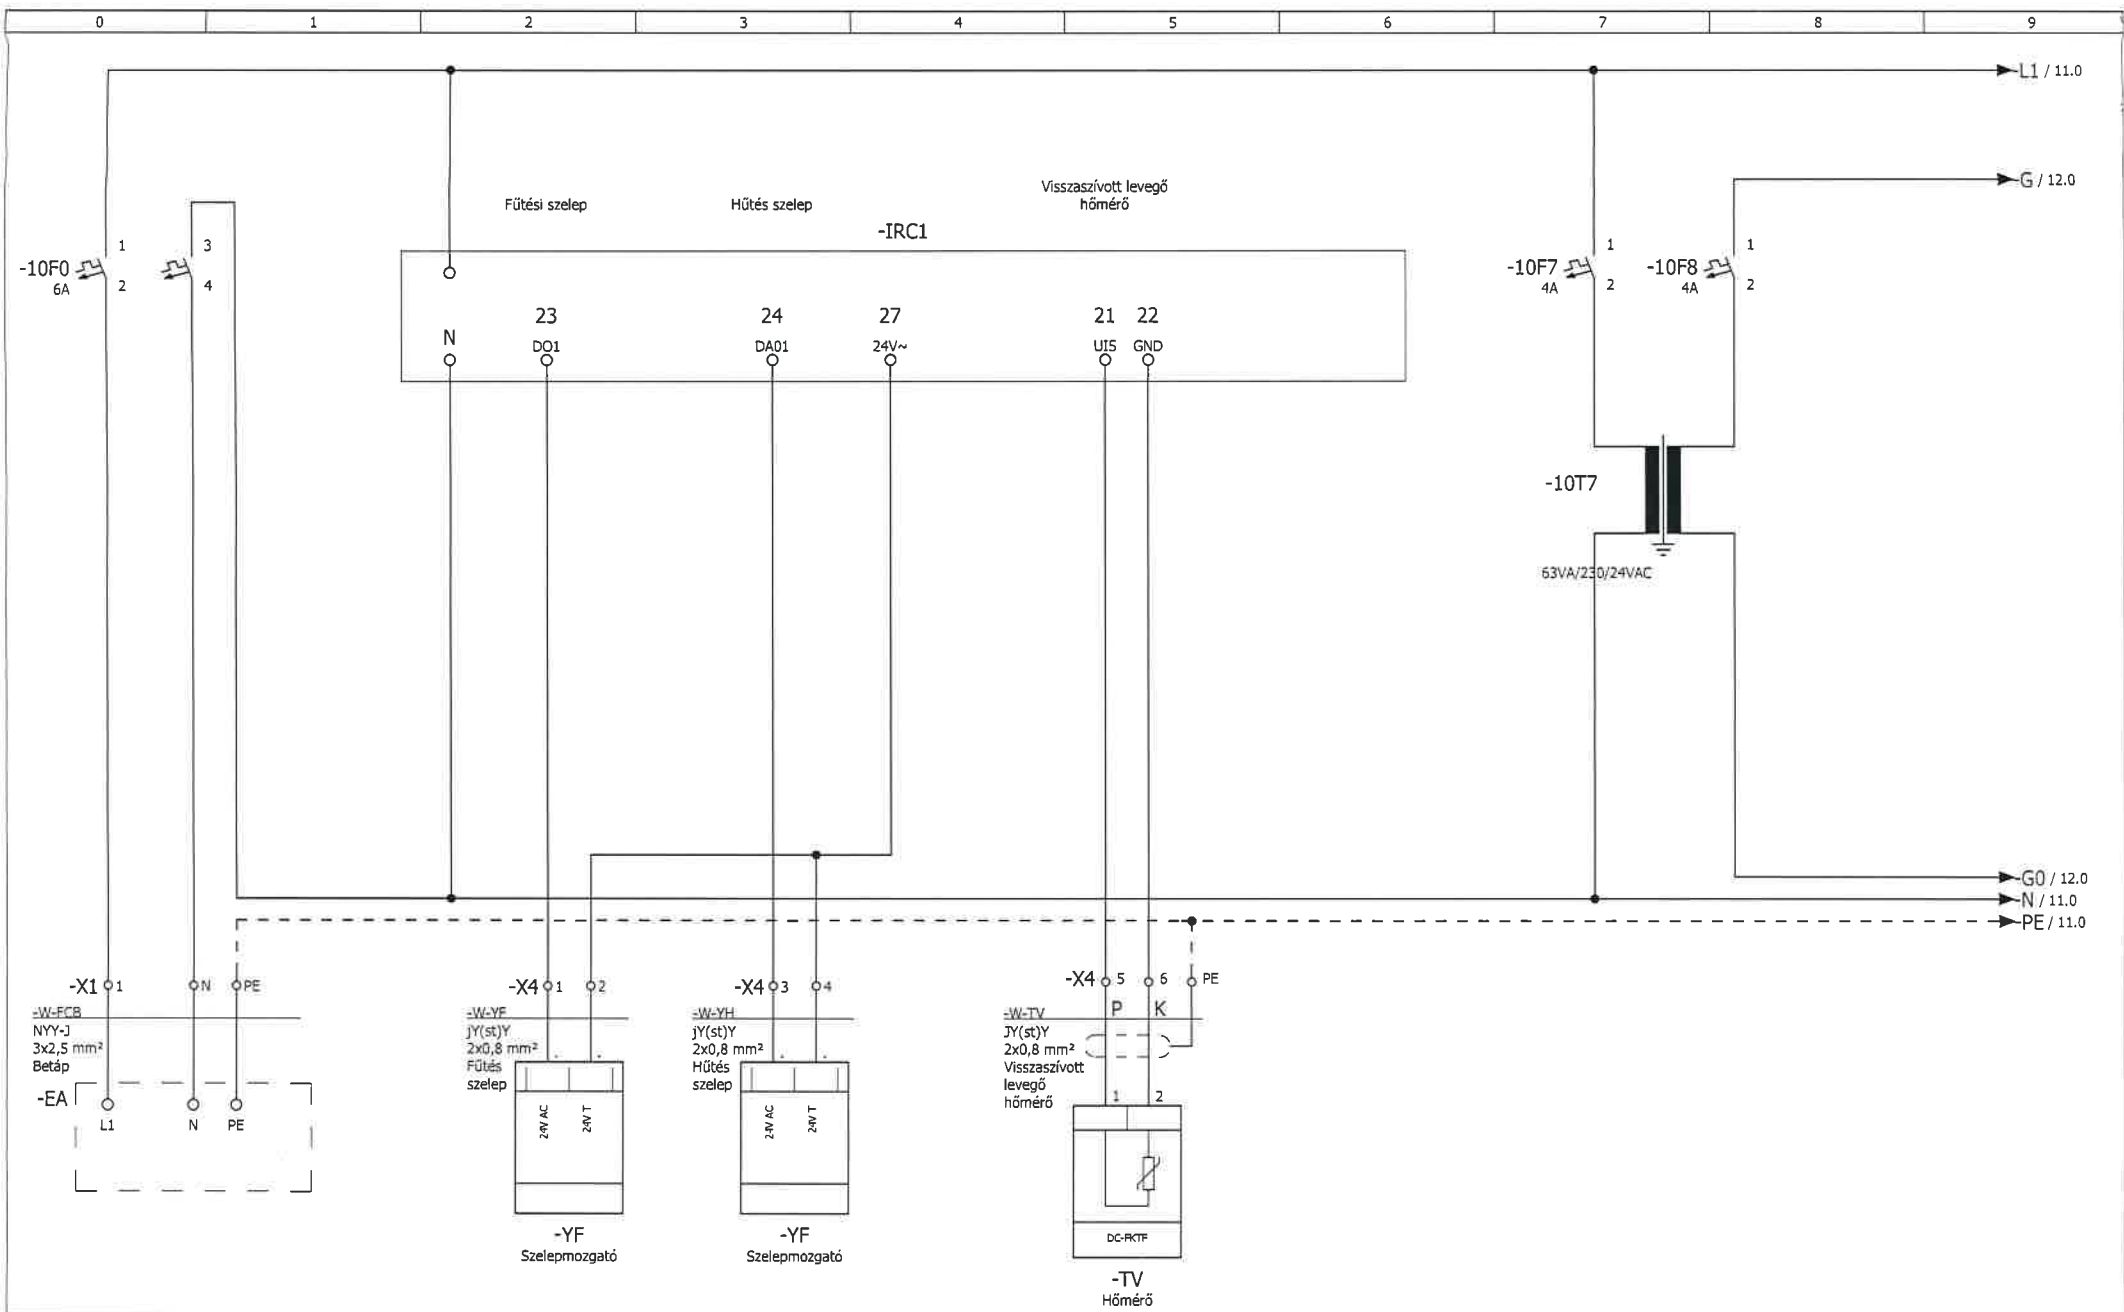 0 1 2 3 4 5 6 7 8 9
-L1 / 11.0
-G / 12.0
Fűtési szelep
Hűtés szelep
Visszaszívott levegő
hőmérő
-IRC1
-10F0
6A
1
2
3
4
-10F7
4A
1
2
-10F8
4A
1
2
N
23
DO1
24
DA01
27
24V~
21
UI5
22
GND
-10T7
63VA/230/24VAC
-G0 / 12.0
-N / 11.0
-PE / 11.0
-X1 1 N PE
-W-FCB
NYY-J
3x2,5 mm²
Betáp
-EA
L1 N PE
-X4 1 2
-W-YF
jY(st)Y
2x0,8 mm²
Fűtés
szelep
24V AC
24V T
-YF
Szelepmozgató
-X4 3 4
-W-YH
jY(st)Y
2x0,8 mm²
Hűtés
szelep
24V AC
24V T
-YF
Szelepmozgató
-X4 5 6 PE
-W-TV
P K
JY(st)Y
2x0,8 mm²
Visszaszívott
levegő
hőmérő
1 2
DC-FKTF
-TV
Hőmérő